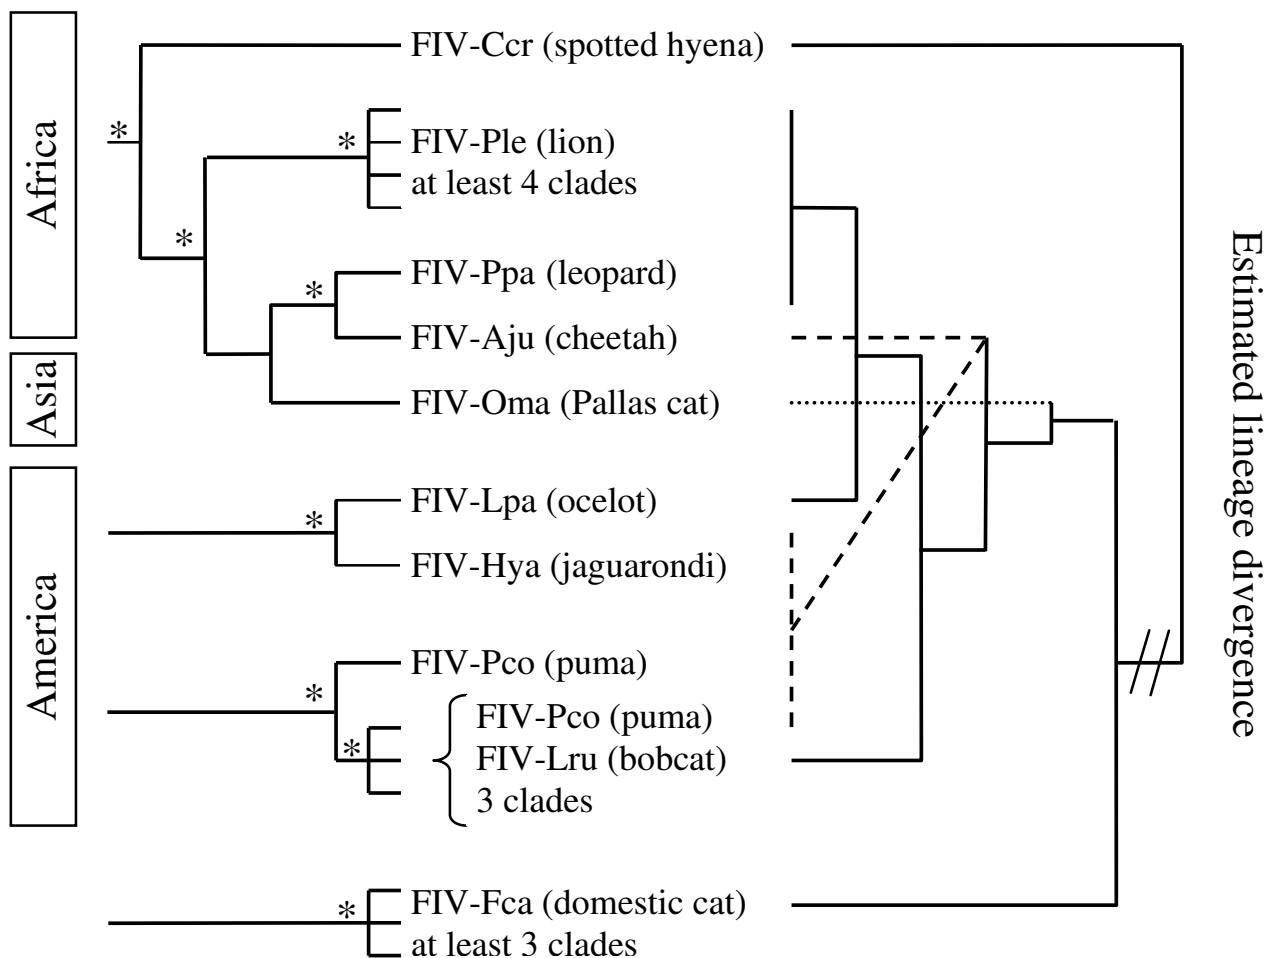 Africa
Asia
America
*
FIV-Ccr (spotted hyena)
*
FIV-Ple (lion)
at least 4 clades
*
*
FIV-Ppa (leopard)
FIV-Aju (cheetah)
FIV-Oma (Pallas cat)
*
FIV-Lpa (ocelot)
FIV-Hya (jaguarondi)
*
FIV-Pco (puma)
*
FIV-Pco (puma)
FIV-Lru (bobcat)
3 clades
*
FIV-Fca (domestic cat)
at least 3 clades
Estimated lineage divergence